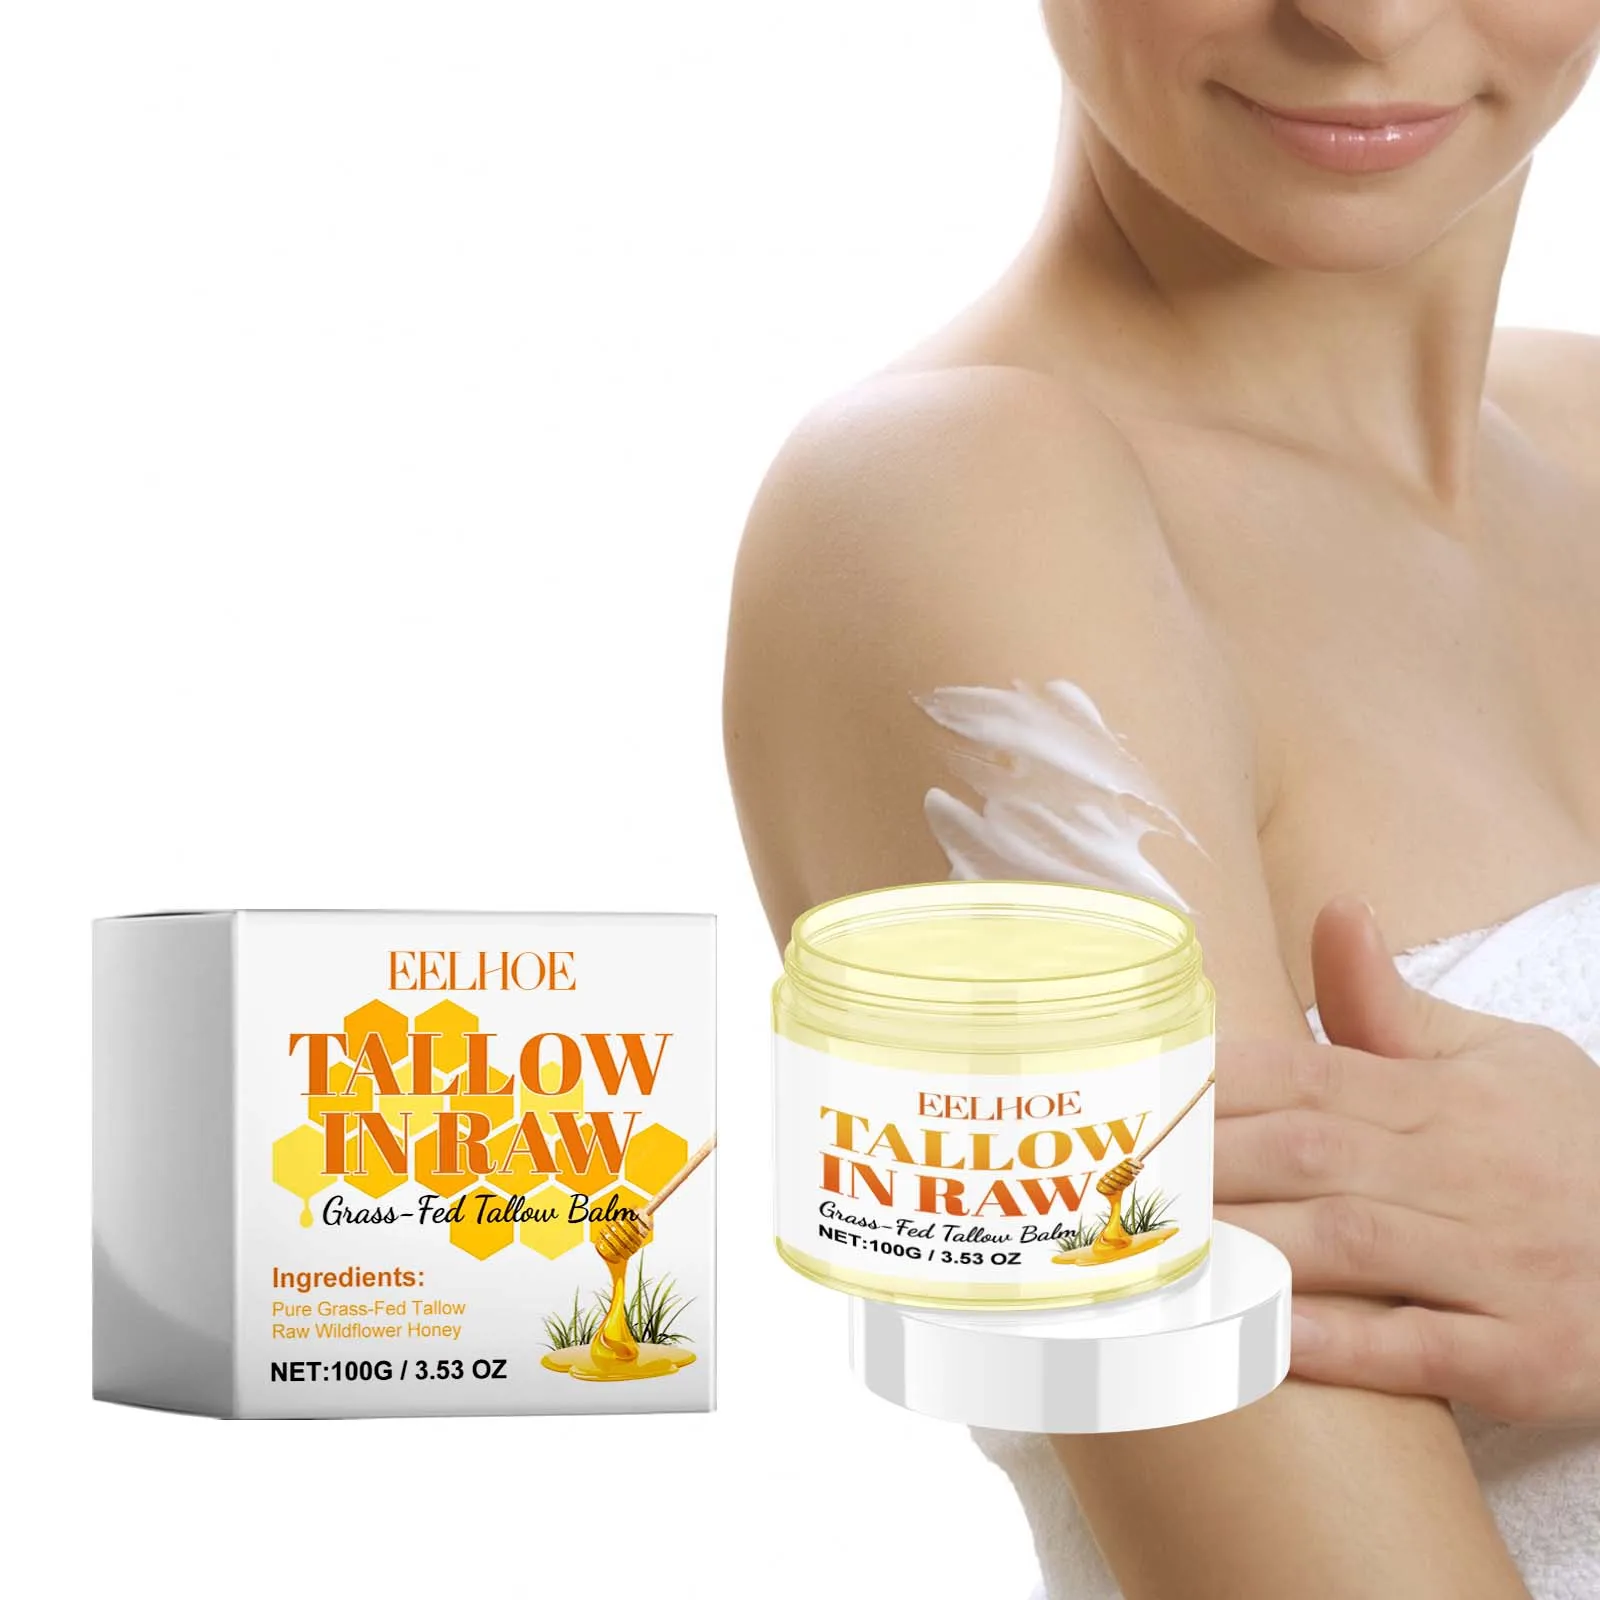 EELHOE
TALLOW
IN RAW
Grass-Fed Tallow Balm
Ingredients:
Pure Grass-Fed Tallow
Raw Wildflower Honey
NET:100G / 3.53 OZ
EELHOE
TALLOW
IN RAW
Grass-Fed Tallow Balm
NET:100G / 3.53 OZ